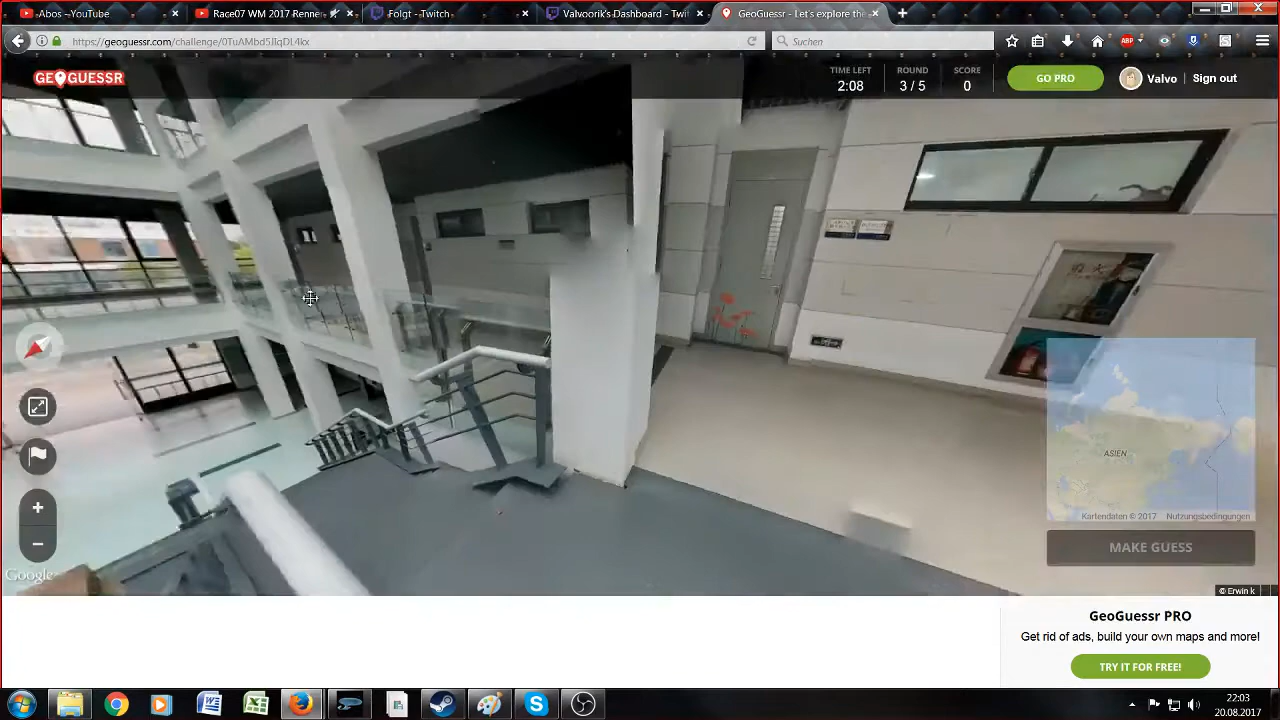 Abos – YouTube
Race07 WM 2017 Renne
Folgt - Twitch
Valvoorik's Dashboard - Twit
GeoGuessr - Let's explore the
https://geoguessr.com/challenge/0TuAMbd5JIqDL4kx
Suchen
ABP
GEOGUESSR
TIME LEFT
2:08
ROUND
3 / 5
SCORE
0
GO PRO
Valvo
Sign out
ASIEN
Kartendaten © 2017
Nutzungsbedingungen
MAKE GUESS
Google
© Erwin k
GeoGuessr PRO
Get rid of ads, build your own maps and more!
TRY IT FOR FREE!
22:03
20.08.2017